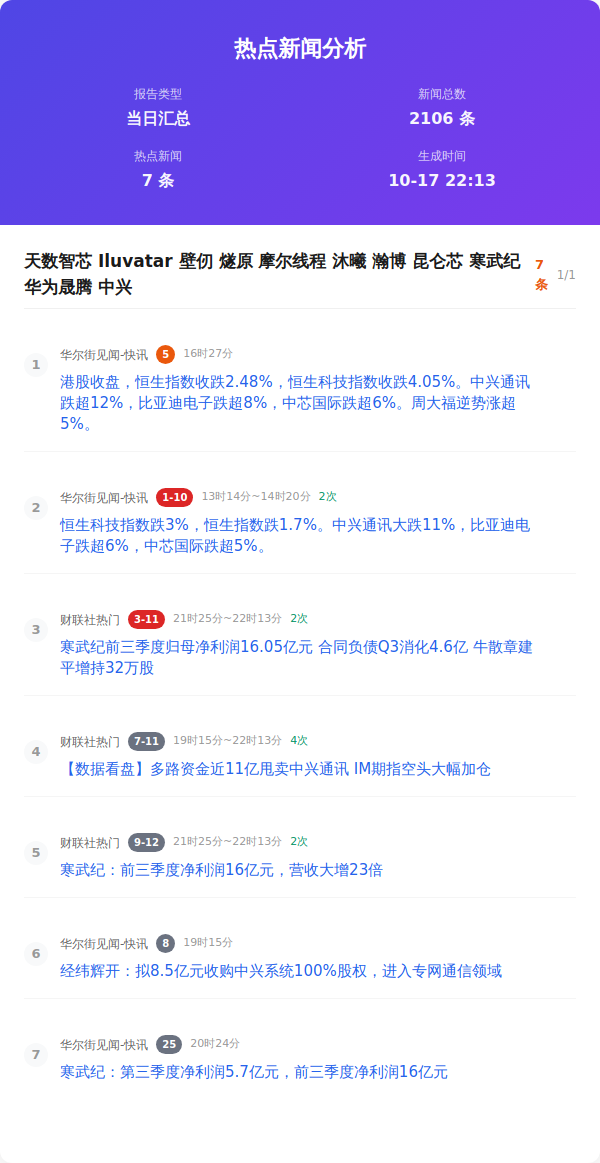 热点新闻分析
报告类型
新闻总数
当日汇总
2106 条
热点新闻
生成时间
7 条
10-17 22:13
天数智芯 Iluvatar 壁仞 燧原 摩尔线程 沐曦 瀚博 昆仑芯 寒武纪
华为晟腾 中兴
7
条
1/1
1
华尔街见闻-快讯 5 16时27分
港股收盘，恒生指数收跌2.48%，恒生科技指数收跌4.05%。中兴通讯
跌超12%，比亚迪电子跌超8%，中芯国际跌超6%。周大福逆势涨超
5%。
2
华尔街见闻-快讯 1-10 13时14分~14时20分 2次
恒生科技指数跌3%，恒生指数跌1.7%。中兴通讯大跌11%，比亚迪电
子跌超6%，中芯国际跌超5%。
3
财联社热门 3-11 21时25分~22时13分 2次
寒武纪前三季度归母净利润16.05亿元 合同负债Q3消化4.6亿 牛散章建
平增持32万股
4
财联社热门 7-11 19时15分~22时13分 4次
【数据看盘】多路资金近11亿甩卖中兴通讯 IM期指空头大幅加仓
5
财联社热门 9-12 21时25分~22时13分 2次
寒武纪：前三季度净利润16亿元，营收大增23倍
6
华尔街见闻-快讯 8 19时15分
经纬辉开：拟8.5亿元收购中兴系统100%股权，进入专网通信领域
7
华尔街见闻-快讯 25 20时24分
寒武纪：第三季度净利润5.7亿元，前三季度净利润16亿元